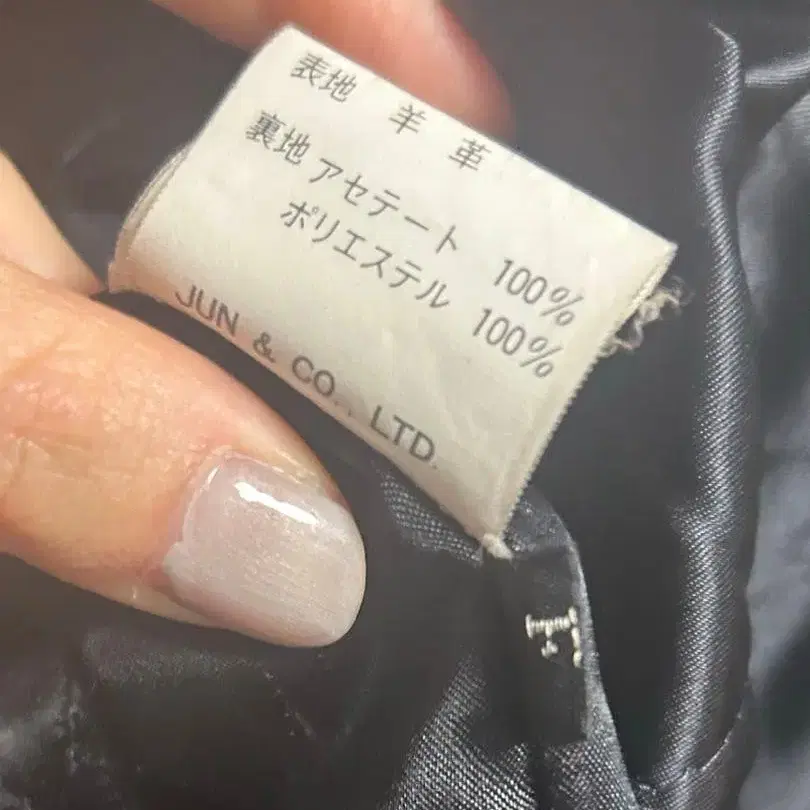 表地 羊革
裏地 アセテート 100%
ポリエステル 100%
JUN & CO., LTD.